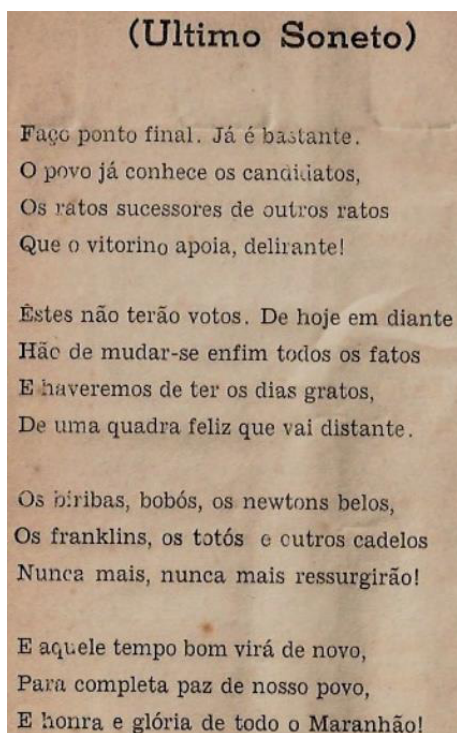 (Ultimo Soneto)
Faço ponto final. Já é bastante.
O povo já conhece os candidatos,
Os ratos sucessores de outros ratos
Que o vitorino apoia, delirante!
Êstes não terão votos. De hoje em diante
Hão de mudar-se enfim todos os fatos
E haveremos de ter os dias gratos,
De uma quadra feliz que vai distante.
Os biribas, bobós, os newtons belos,
Os franklins, os totós e outros cadelos
Nunca mais, nunca mais ressurgirão!
E aquele tempo bom virá de novo,
Para completa paz de nosso povo,
E honra e glória de todo o Maranhão!